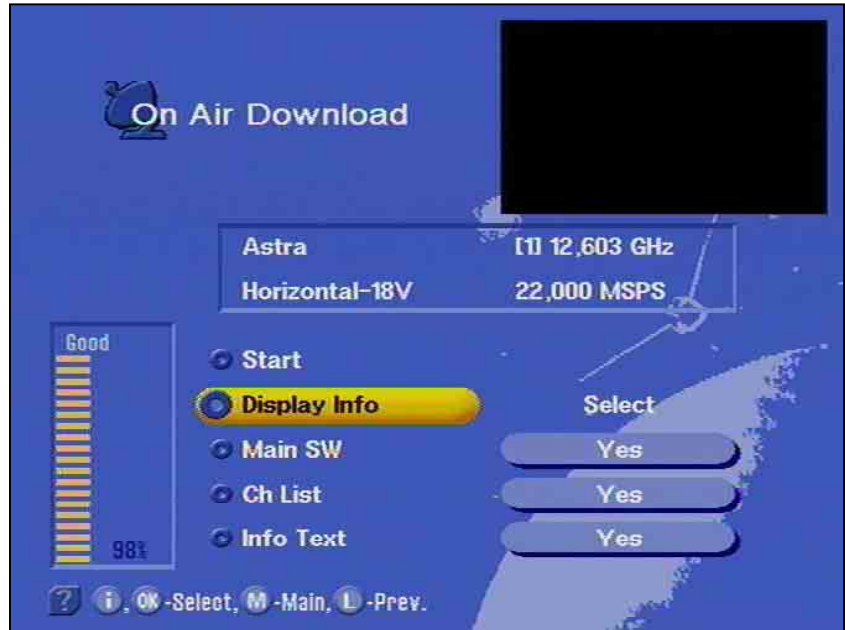 On Air Download
Astra [1] 12,603 GHz
Horizontal-18V 22,000 MSPS
Good
Start
Display Info Select
Main SW Yes
Ch List Yes
Info Text Yes
98%
? i, OK -Select, M -Main, L -Prev.